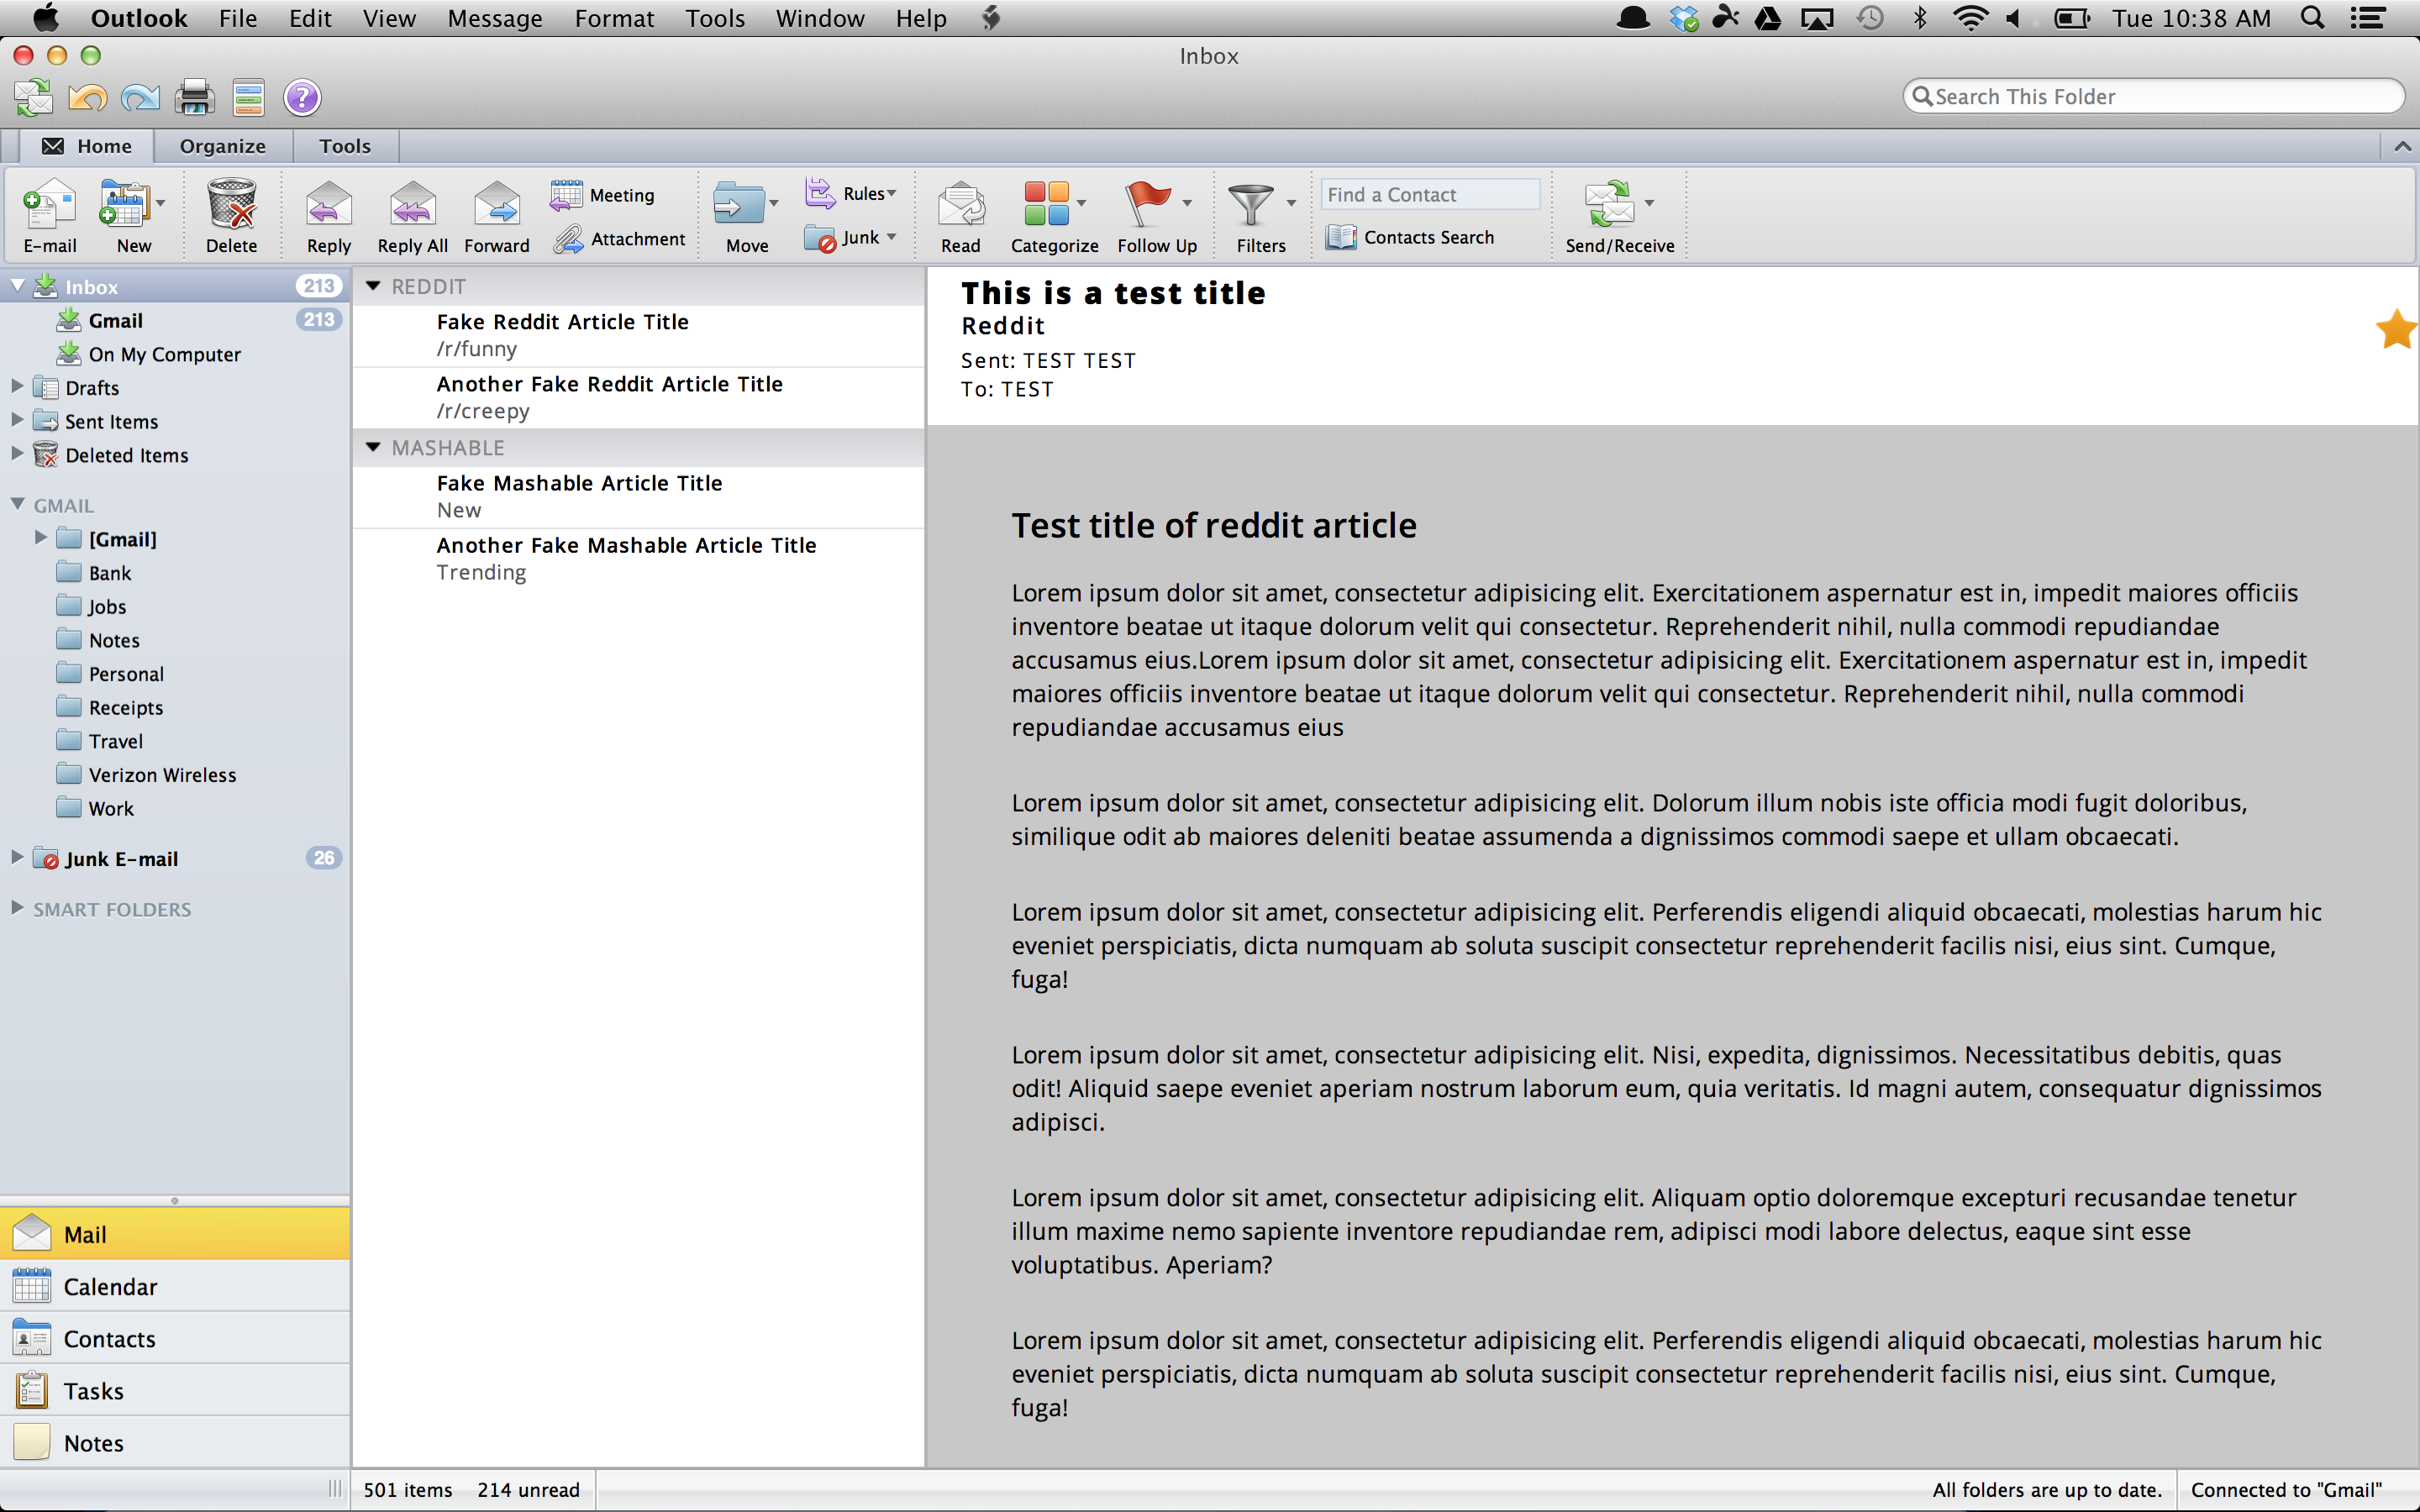 Outlook File Edit View Message Format Tools Window Help Tue 10:38 AM
Inbox
Search This Folder
Home Organize Tools
E-mail New Delete Reply Reply All Forward Meeting Attachment Move Rules Junk Read Categorize Follow Up Filters Find a Contact Contacts Search Send/Receive
Inbox 213
Gmail 213
On My Computer
Drafts
Sent Items
Deleted Items
GMAIL
[Gmail]
Bank
Jobs
Notes
Personal
Receipts
Travel
Verizon Wireless
Work
Junk E-mail 26
SMART FOLDERS
Mail
Calendar
Contacts
Tasks
Notes
REDDIT
Fake Reddit Article Title
/r/funny
Another Fake Reddit Article Title
/r/creepy
MASHABLE
Fake Mashable Article Title
New
Another Fake Mashable Article Title
Trending
This is a test title
Reddit
Sent: TEST TEST
To: TEST
Test title of reddit article
Lorem ipsum dolor sit amet, consectetur adipisicing elit. Exercitationem aspernatur est in, impedit maiores officiis
inventore beatae ut itaque dolorum velit qui consectetur. Reprehenderit nihil, nulla commodi repudiandae
accusamus eius.Lorem ipsum dolor sit amet, consectetur adipisicing elit. Exercitationem aspernatur est in, impedit
maiores officiis inventore beatae ut itaque dolorum velit qui consectetur. Reprehenderit nihil, nulla commodi
repudiandae accusamus eius
Lorem ipsum dolor sit amet, consectetur adipisicing elit. Dolorum illum nobis iste officia modi fugit doloribus,
similique odit ab maiores deleniti beatae assumenda a dignissimos commodi saepe et ullam obcaecati.
Lorem ipsum dolor sit amet, consectetur adipisicing elit. Perferendis eligendi aliquid obcaecati, molestias harum hic
eveniet perspiciatis, dicta numquam ab soluta suscipit consectetur reprehenderit facilis nisi, eius sint. Cumque,
fuga!
Lorem ipsum dolor sit amet, consectetur adipisicing elit. Nisi, expedita, dignissimos. Necessitatibus debitis, quas
odit! Aliquid saepe eveniet aperiam nostrum laborum eum, quia veritatis. Id magni autem, consequatur dignissimos
adipisci.
Lorem ipsum dolor sit amet, consectetur adipisicing elit. Aliquam optio doloremque excepturi recusandae tenetur
illum maxime nemo sapiente inventore repudiandae rem, adipisci modi labore delectus, eaque sint esse
voluptatibus. Aperiam?
Lorem ipsum dolor sit amet, consectetur adipisicing elit. Perferendis eligendi aliquid obcaecati, molestias harum hic
eveniet perspiciatis, dicta numquam ab soluta suscipit consectetur reprehenderit facilis nisi, eius sint. Cumque,
fuga!
501 items 214 unread All folders are up to date. Connected to "Gmail"